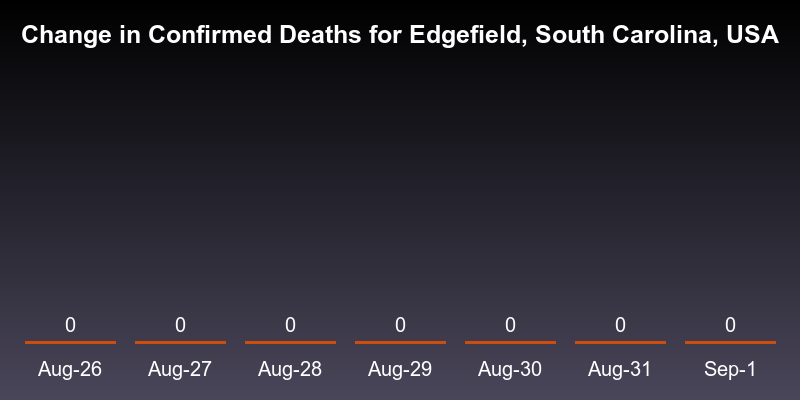 Change in Confirmed Deaths for Edgefield, South Carolina, USA
0 0 0 0 0 0 0
Aug-26 Aug-27 Aug-28 Aug-29 Aug-30 Aug-31 Sep-1